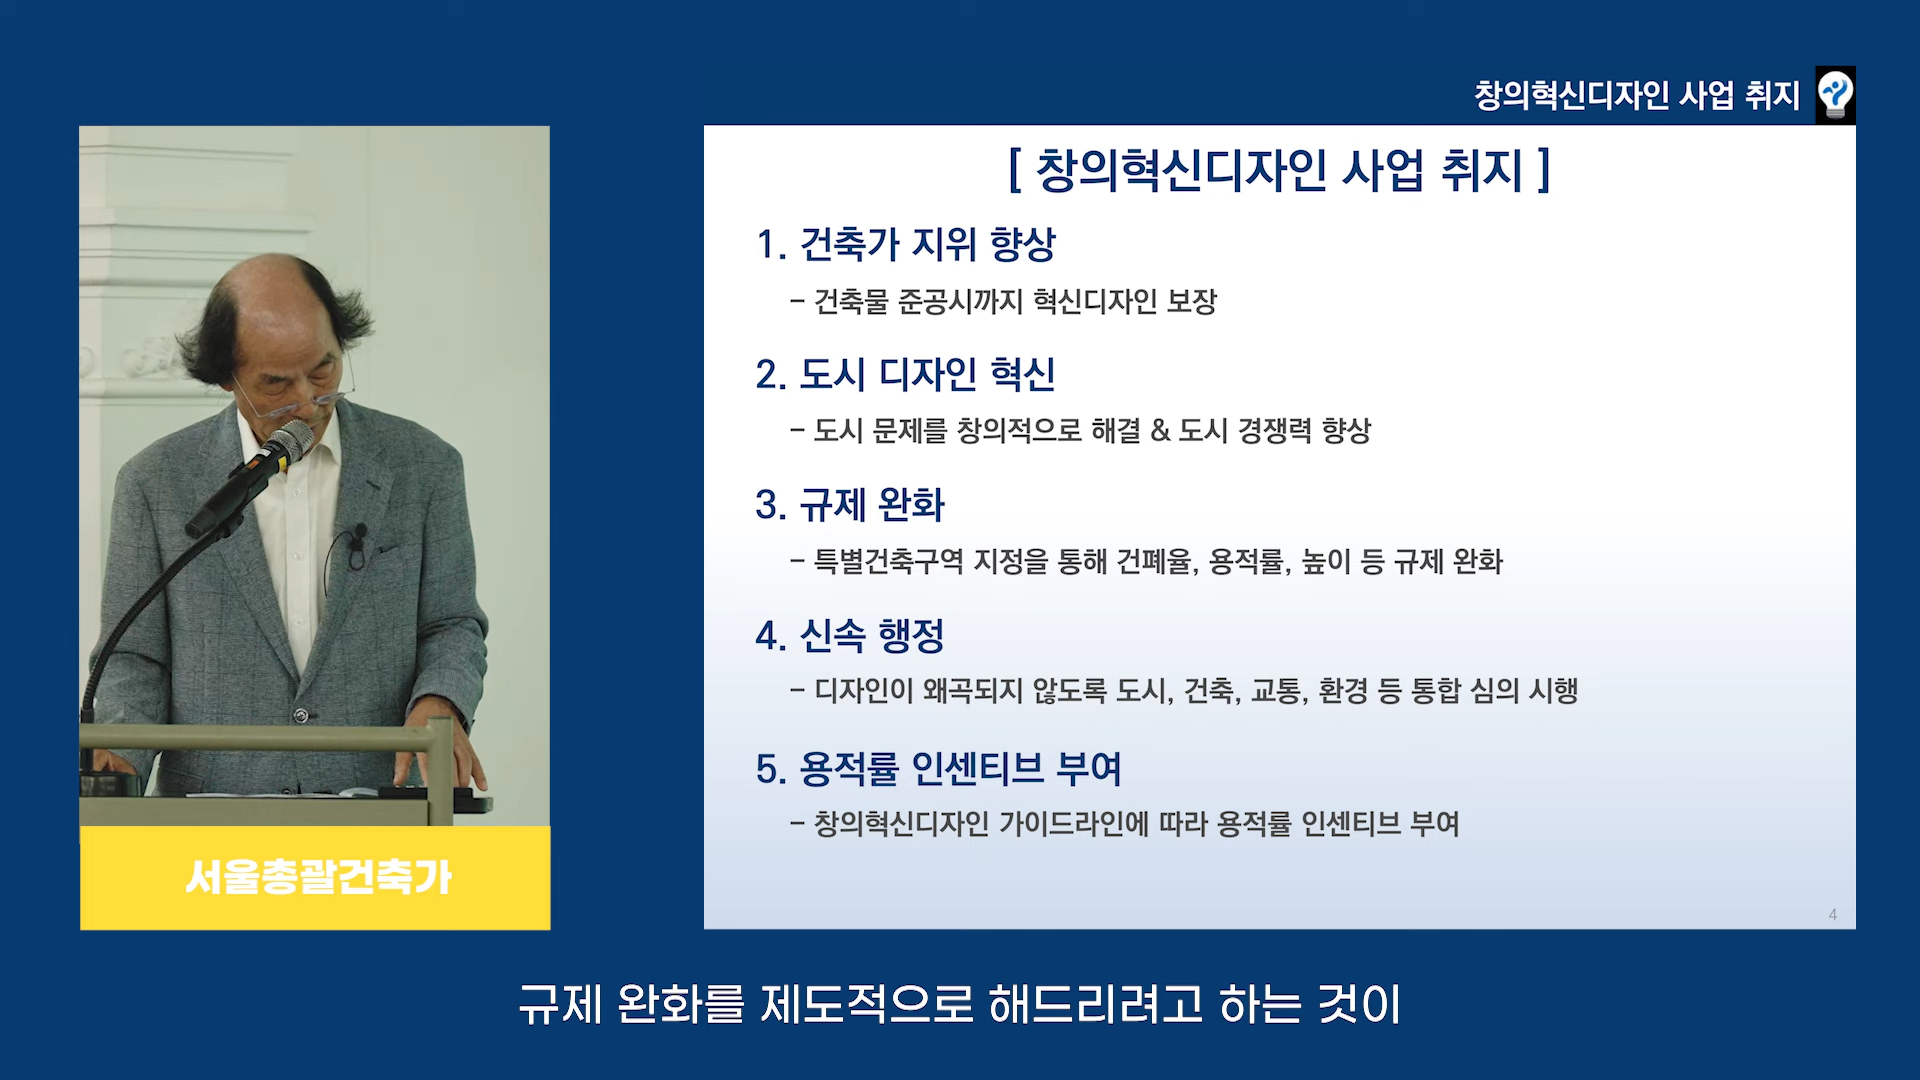 창의혁신디자인 사업 취지
[ 창의혁신디자인 사업 취지 ]
1. 건축가 지위 향상
– 건축물 준공시까지 혁신디자인 보장
2. 도시 디자인 혁신
– 도시 문제를 창의적으로 해결 & 도시 경쟁력 향상
3. 규제 완화
– 특별건축구역 지정을 통해 건폐율, 용적률, 높이 등 규제 완화
4. 신속 행정
– 디자인이 왜곡되지 않도록 도시, 건축, 교통, 환경 등 통합 심의 시행
5. 용적률 인센티브 부여
– 창의혁신디자인 가이드라인에 따라 용적률 인센티브 부여
4
서울총괄건축가
규제 완화를 제도적으로 해드리려고 하는 것이